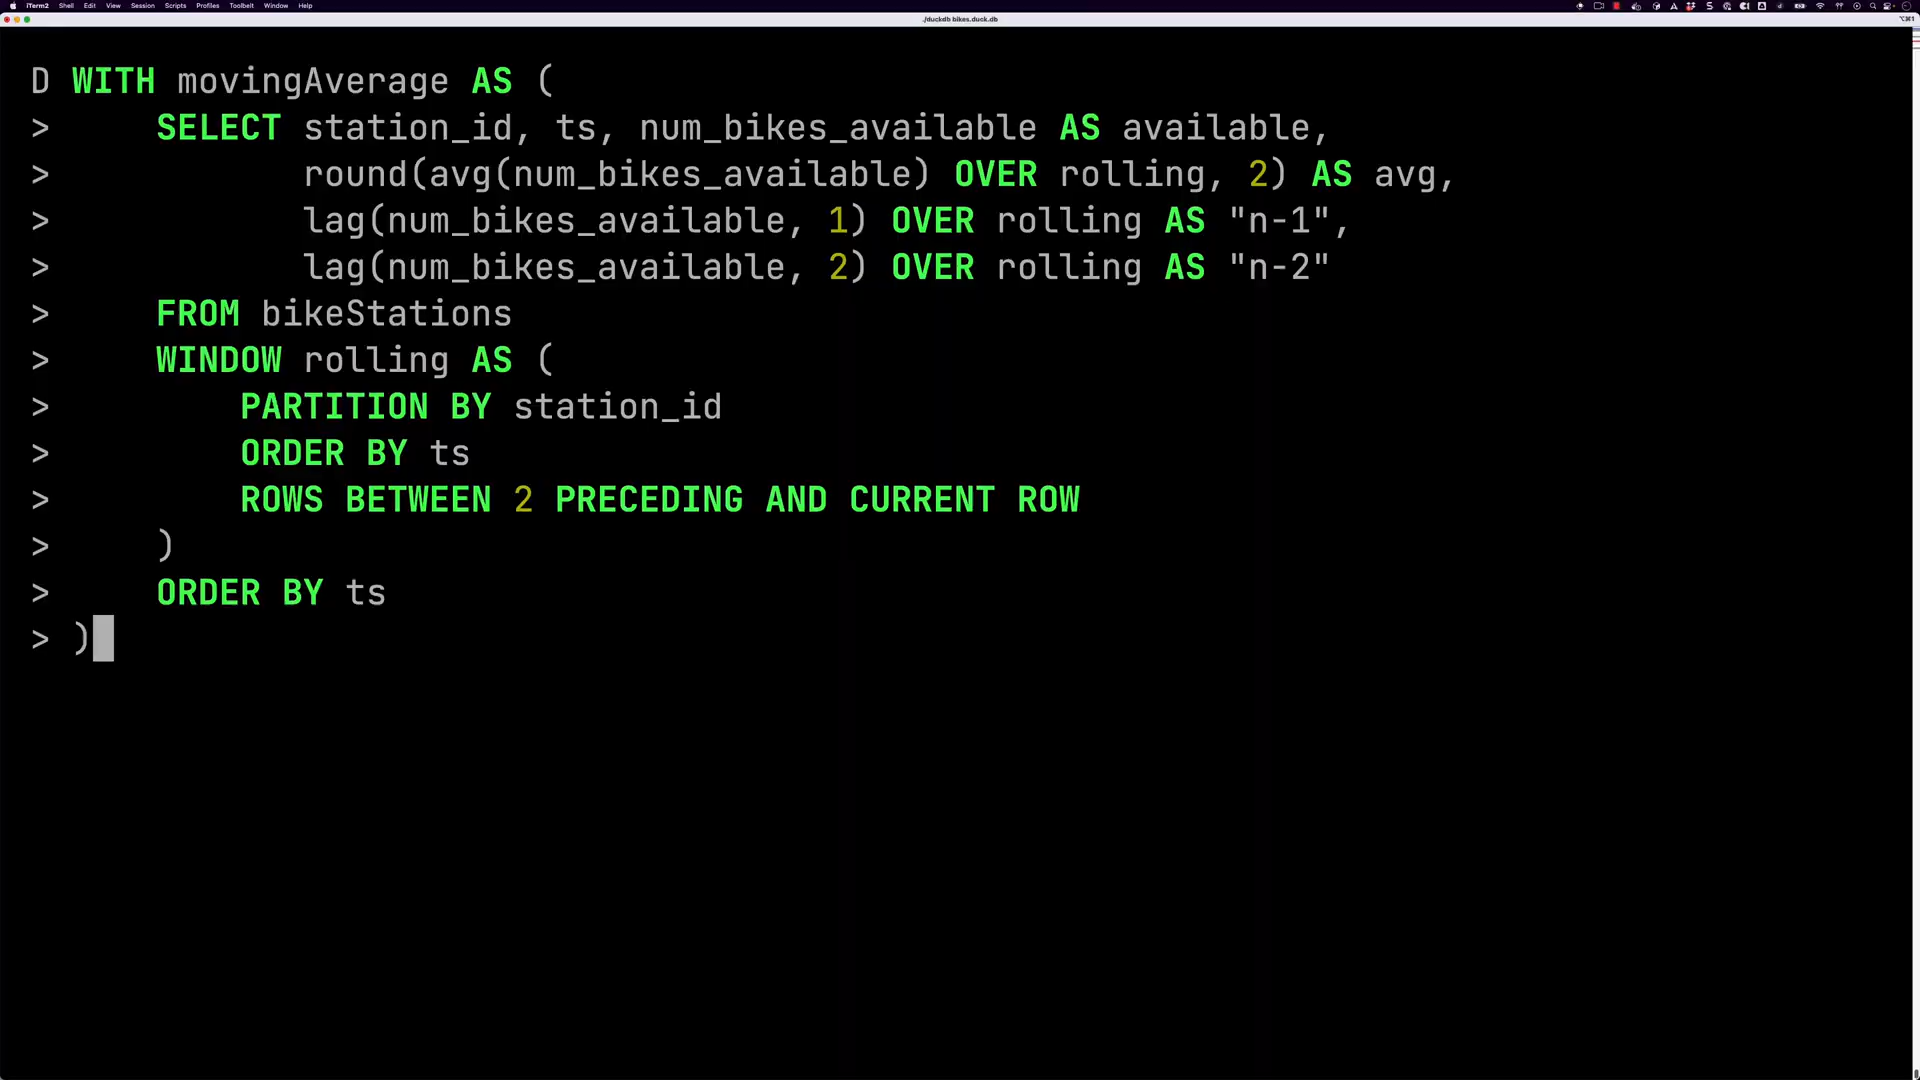 iTerm2 Shell Edit View Session Scripts Profiles Toolbelt Window Help
./duckdb bikes.duck.db
D WITH movingAverage AS (
>     SELECT station_id, ts, num_bikes_available AS available,
>            round(avg(num_bikes_available) OVER rolling, 2) AS avg,
>            lag(num_bikes_available, 1) OVER rolling AS "n-1",
>            lag(num_bikes_available, 2) OVER rolling AS "n-2"
>     FROM bikeStations
>     WINDOW rolling AS (
>         PARTITION BY station_id
>         ORDER BY ts
>         ROWS BETWEEN 2 PRECEDING AND CURRENT ROW
>     )
>     ORDER BY ts
> )